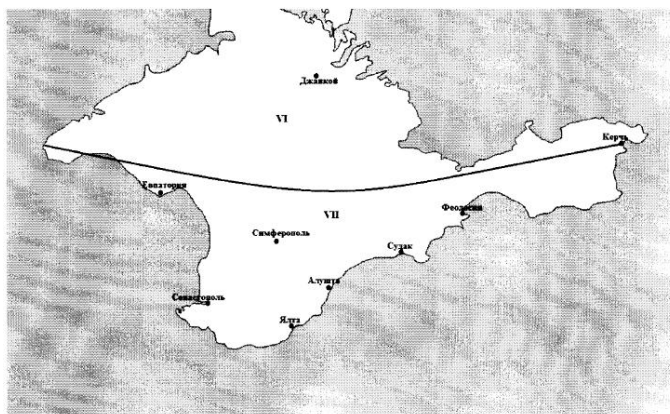 Джанкой
VI
Керчь
Евпатория
VII
Феодосия
Симферополь
Судак
Алушта
Севастополь
Ялта